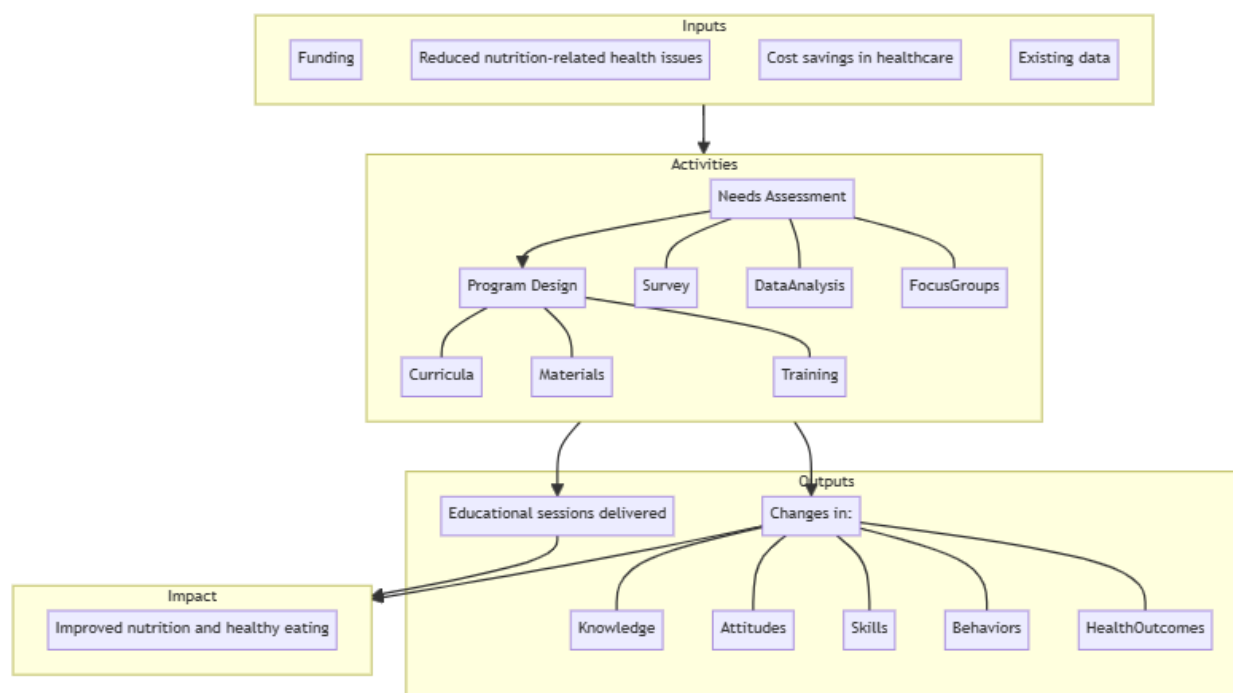 Inputs
Funding
Reduced nutrition-related health issues
Cost savings in healthcare
Existing data
Activities
Needs Assessment
Program Design
Survey
DataAnalysis
FocusGroups
Curricula
Materials
Training
Outputs
Educational sessions delivered
Changes in:
Impact
Improved nutrition and healthy eating
Knowledge
Attitudes
Skills
Behaviors
HealthOutcomes